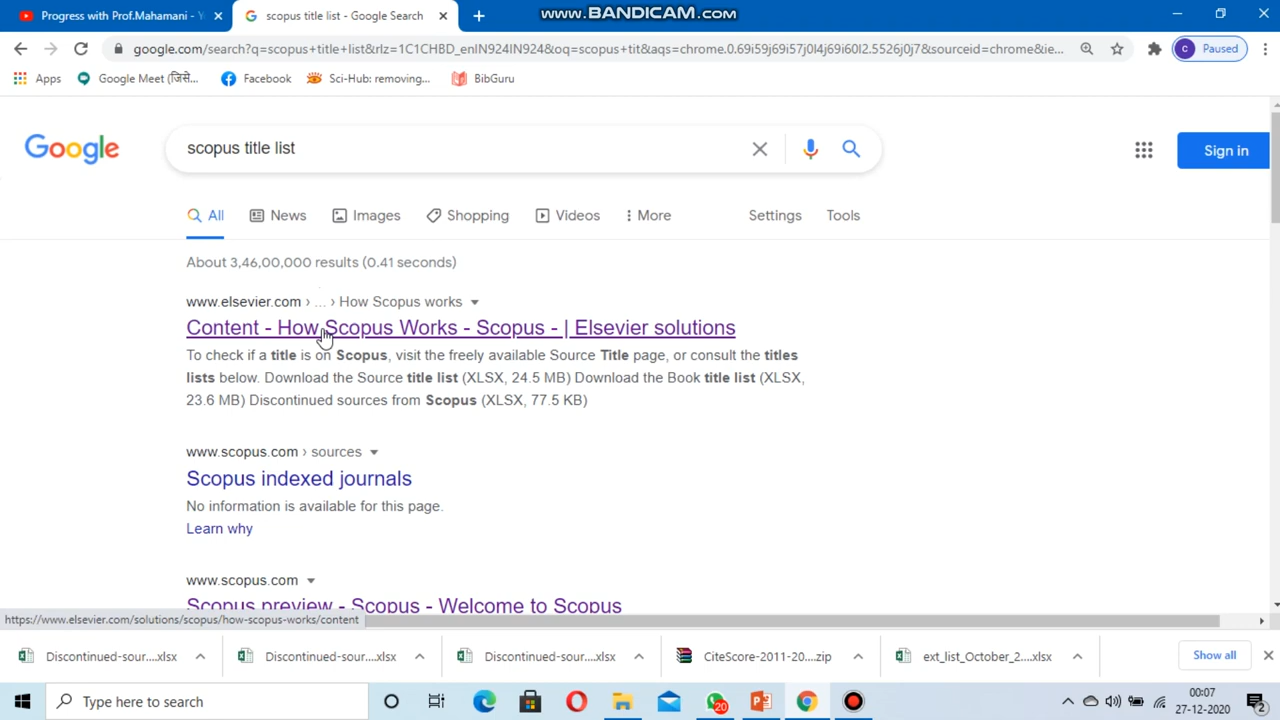 Progress with Prof.Mahamani - Y
scopus title list - Google Search
www.BANDICAM.com
google.com/search?q=scopus+title+list&rlz=1C1CHBD_enIN924IN924&oq=scopus+tit&aqs=chrome.0.69i59j69i57j0l4j69i60l2.5526j0j7&sourceid=chrome&ie...
Paused
Apps
Google Meet (जिसे...
Facebook
Sci-Hub: removing...
BibGuru
Google
scopus title list
Sign in
All
News
Images
Shopping
Videos
More
Settings
Tools
About 3,46,00,000 results (0.41 seconds)
www.elsevier.com › ... › How Scopus works
Content - How Scopus Works - Scopus - | Elsevier solutions
To check if a title is on Scopus, visit the freely available Source Title page, or consult the titles
lists below. Download the Source title list (XLSX, 24.5 MB) Download the Book title list (XLSX,
23.6 MB) Discontinued sources from Scopus (XLSX, 77.5 KB)
www.scopus.com › sources
Scopus indexed journals
No information is available for this page.
Learn why
www.scopus.com
Scopus preview - Scopus - Welcome to Scopus
https://www.elsevier.com/solutions/scopus/how-scopus-works/content
Discontinued-sour....xlsx
Discontinued-sour....xlsx
Discontinued-sour....xlsx
CiteScore-2011-20....zip
ext_list_October_2....xlsx
Show all
Type here to search
20
00:07
27-12-2020
2